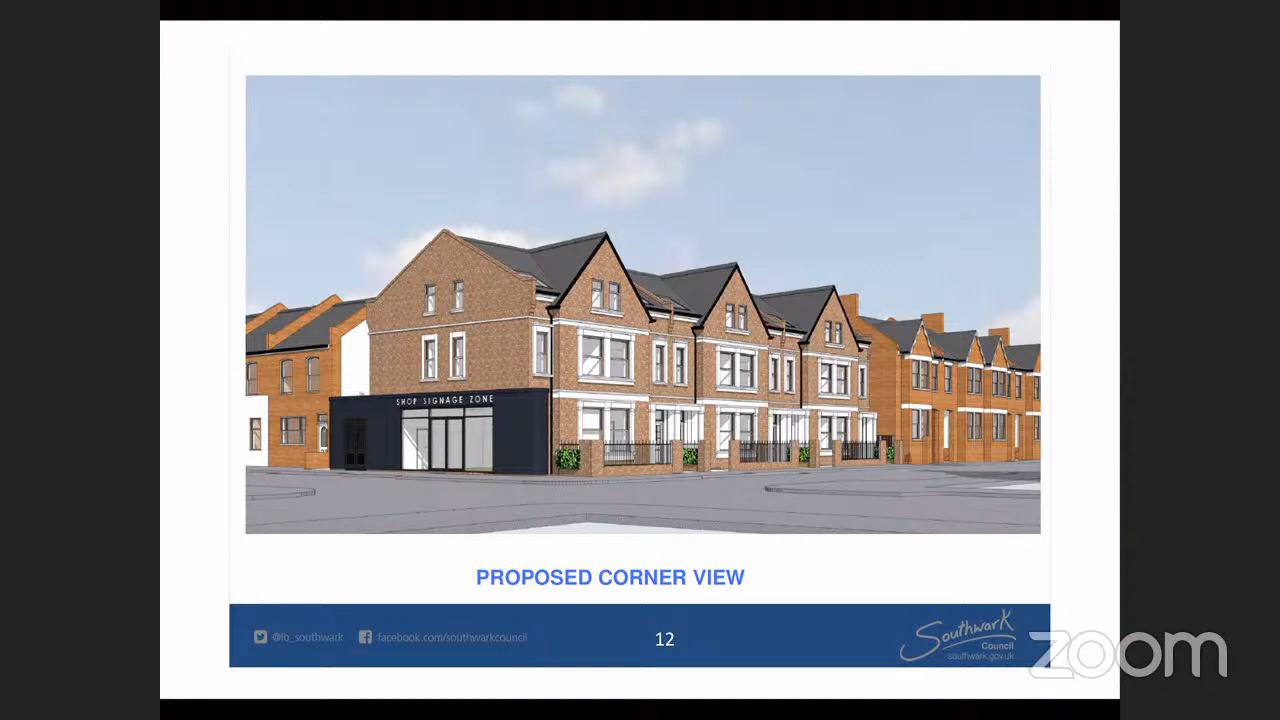 SHOP SIGNAGE ZONE
PROPOSED CORNER VIEW
@lb_southwark
facebook.com/southwarkcouncil
12
Southwark
Council
southwark.gov.uk
zoom